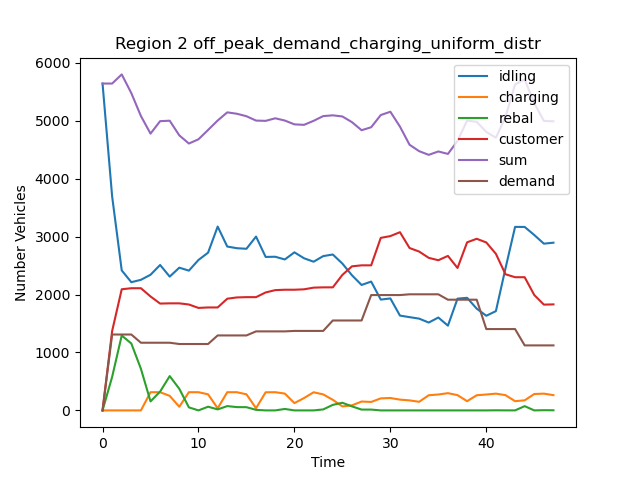 Region 2 off_peak_demand_charging_uniform_distr
6000
5000
4000
3000
2000
1000
0
Number Vehicles
idling
charging
rebal
customer
sum
demand
0
10
20
30
40
Time